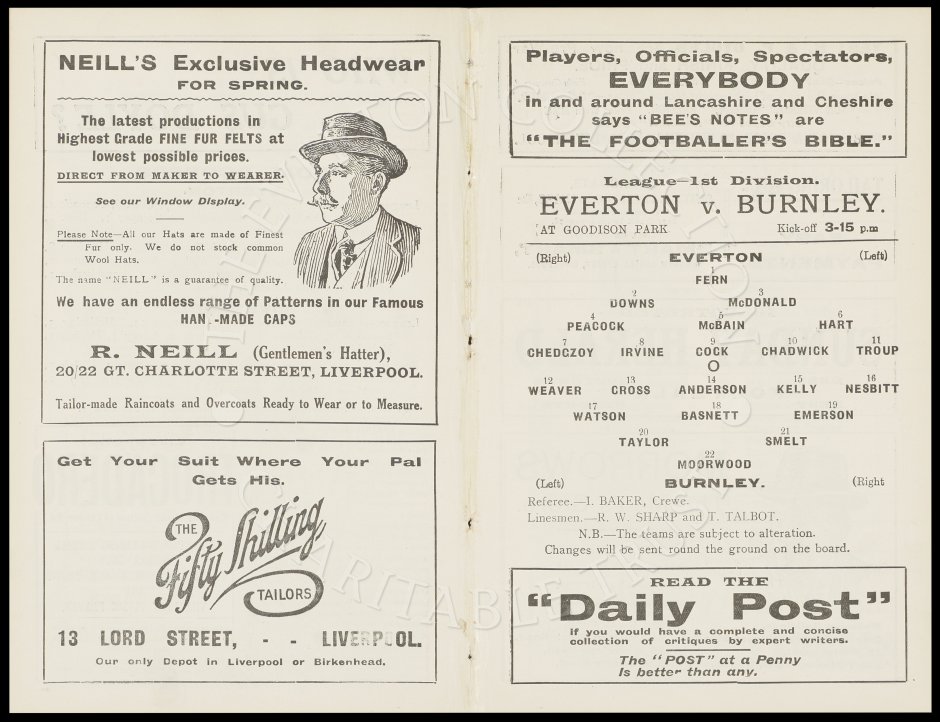 NEILL'S Exclusive Headwear
FOR SPRING.
The latest productions in
Highest Grade FINE FUR FELTS at
lowest possible prices.
DIRECT FROM MAKER TO WEARER.
See our Window Display.
Please Note—All our Hats are made of Finest
Fur only. We do not stock common
Wool Hats.
The name "NEILL" is a guarantee of quality.
We have an endless range of Patterns in our Famous
HAN -MADE CAPS
R. NEILL (Gentlemen's Hatter),
20/22 GT. CHARLOTTE STREET, LIVERPOOL.
Tailor-made Raincoats and Overcoats Ready to Wear or to Measure.
Get Your Suit Where Your Pal
Gets His.
THE
Fifty Shilling
TAILORS
13 LORD STREET, - - LIVERPOOL.
Our only Depot in Liverpool or Birkenhead.
Players, Officials, Spectators,
EVERYBODY
in and around Lancashire and Cheshire
says "BEE'S NOTES" are
"THE FOOTBALLER'S BIBLE."
League—1st Division.
EVERTON v. BURNLEY.
AT GOODISON PARK Kick-off 3-15 p.m
(Right) EVERTON (Left)
1
FERN
2 3
DOWNS McDONALD
4 5 6
PEACOCK McBAIN HART
7 8 9 10 11
CHEDCZOY IRVINE COCK CHADWICK TROUP
O
12 13 14 15 16
WEAVER CROSS ANDERSON KELLY NESBITT
17 18 19
WATSON BASNETT EMERSON
20 21
TAYLOR SMELT
22
MOORWOOD
(Left) BURNLEY. (Right
Referee.—I. BAKER, Crewe.
Linesmen.—R. W. SHARP and T. TALBOT.
N.B.—The teams are subject to alteration.
Changes will be sent round the ground on the board.
READ THE
"Daily Post"
if you would have a complete and concise
collection of critiques by expert writers.
The "POST" at a Penny
Is better than any.
THE EVERTON COLLECTION
CHARITABLE TRUST